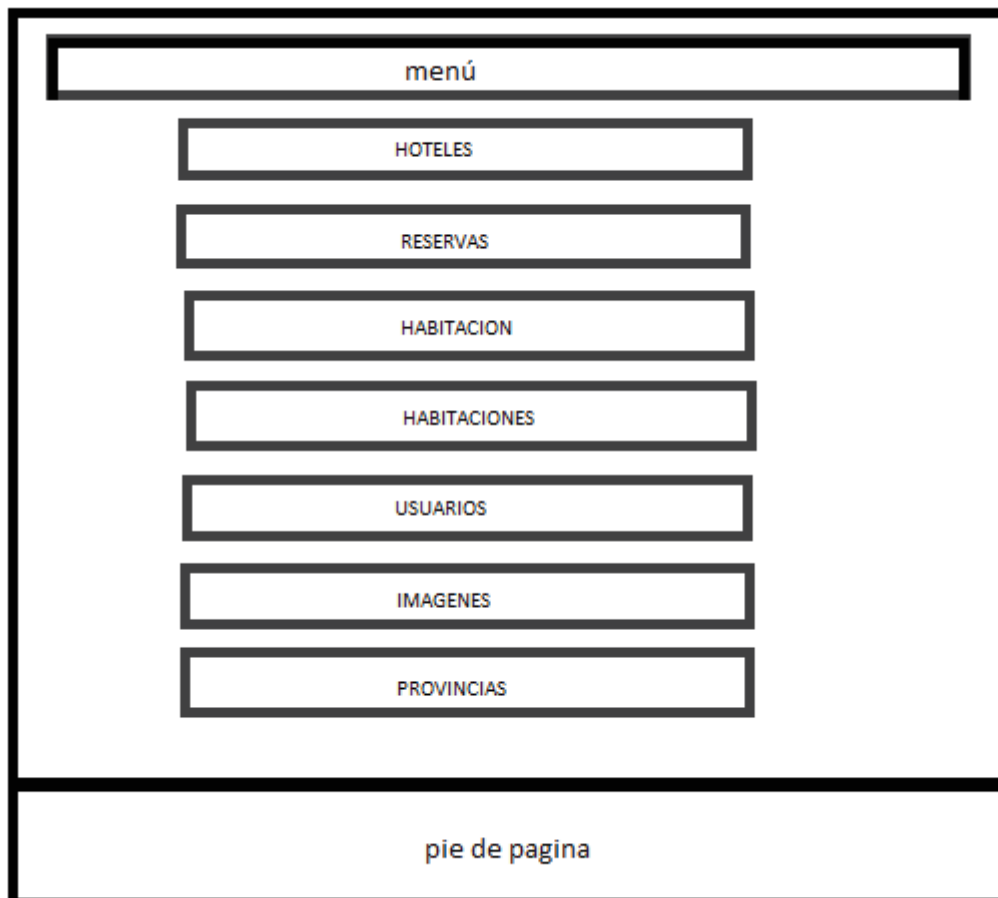 menú
HOTELES
RESERVAS
HABITACION
HABITACIONES
USUARIOS
IMAGENES
PROVINCIAS
pie de pagina